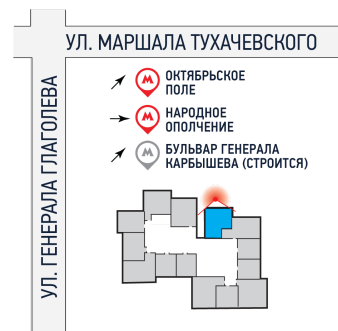 УЛ. МАРШАЛА ТУХАЧЕВСКОГО
УЛ. ГЕНЕРАЛА ГЛАГОЛЕВА
М ОКТЯБРЬСКОЕ
ПОЛЕ
М НАРОДНОЕ
ОПОЛЧЕНИЕ
М БУЛЬВАР ГЕНЕРАЛА
КАРБЫШЕВА (СТРОИТСЯ)